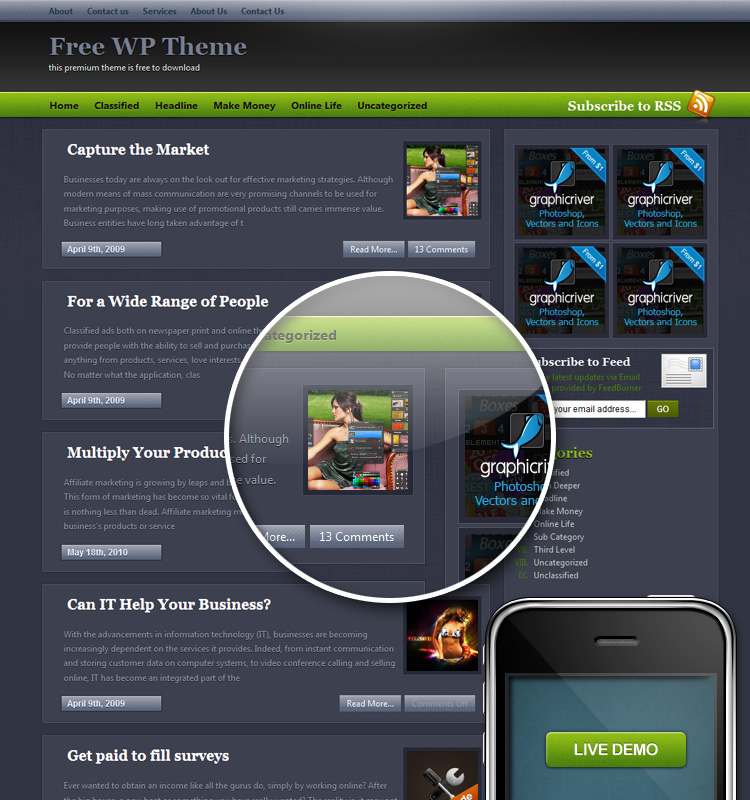 About Contact us Services About Us Contact Us
Free WP Theme
this premium theme is free to download
Home Classified Headline Make Money Online Life Uncategorized
Subscribe to RSS
Capture the Market
Businesses today are always on the look out for effective marketing strategies. Although
modern means of mass communication are very promising channels to be used for
marketing purposes, making use of promotional products still carries immense value.
Business entities have long taken advantage of t
April 9th, 2009
Read More... 13 Comments
From $1
graphicriver
Photoshop,
Vectors and Icons
From $1
graphicriver
Photoshop,
Vectors and Icons
From $1
graphicriver
Photoshop,
Vectors and Icons
From $1
graphicriver
Photoshop,
Vectors and Icons
For a Wide Range of People
Classified ads both on newspaper print and online th
provide people with the ability to sell and purchas
anything from products, services, love interests
No matter what the application, clas
April 9th, 2009
ategorized
s. Although
sed for
e value.
More... 13 Comments
Boxes
graphicri
Photosh
Vectors and
ubscribe to Feed
e latest updates via Email
provided by FeedBurner
your email address... GO
Multiply Your Produc
Affiliate marketing is growing by leaps and b
This form of marketing has become so vital fo
is nothing less than dead. Affiliate marketing m
business's products or service
May 18th, 2010
ories
ified
Deeper
dline
ake Money
Online Life
Sub Category
VIII. Third Level
VIII. Uncategorized
IX. Unclassified
Can IT Help Your Business?
With the advancements in information technology (IT), businesses are becoming
increasingly dependent on the services it provides. Indeed, from instant communication
and storing customer data on computer systems, to video conference calling and selling
online, IT has become an integrated part of the
April 9th, 2009
Read More... Comments Off
Get paid to fill surveys
Ever wanted to obtain an income like all the gurus do, simply by working online? After
LIVE DEMO